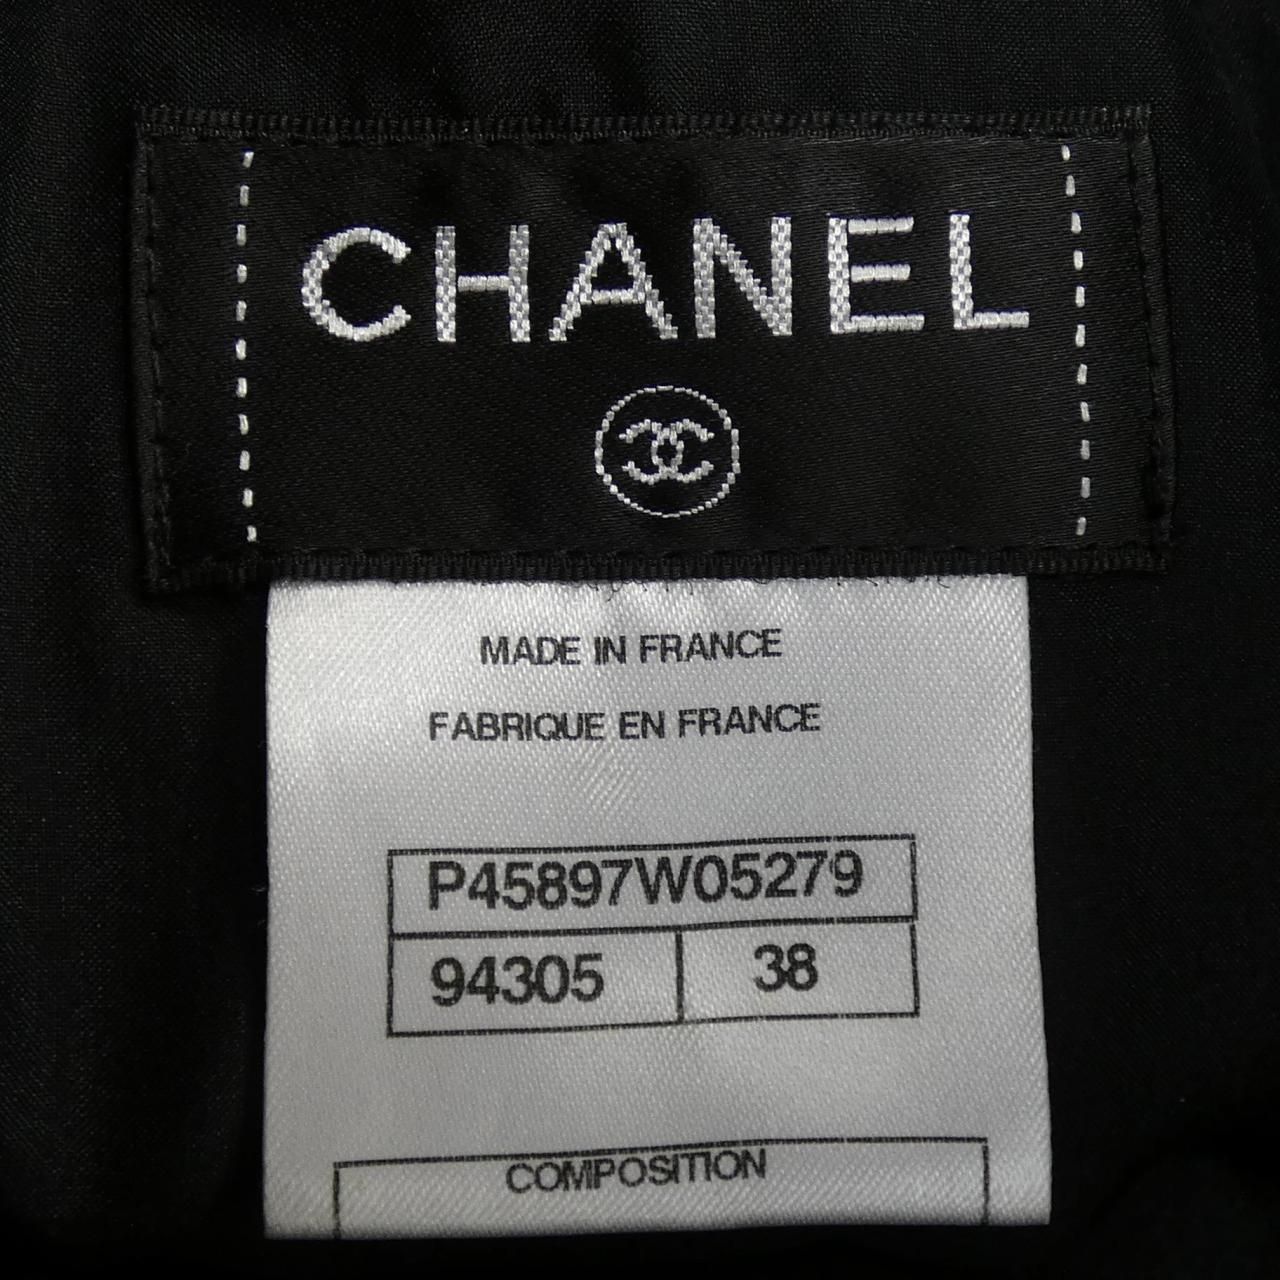 CHANEL
MADE IN FRANCE
FABRIQUE EN FRANCE
P45897W05279
94305 38
COMPOSITION